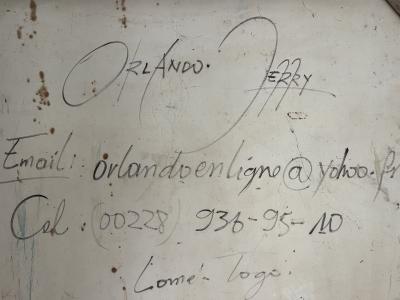 ORLANDO. JERRY
Email: orlandoenligne@yahoo.fr
Cel: (00228) 936-95-10
Lomé-Togo.